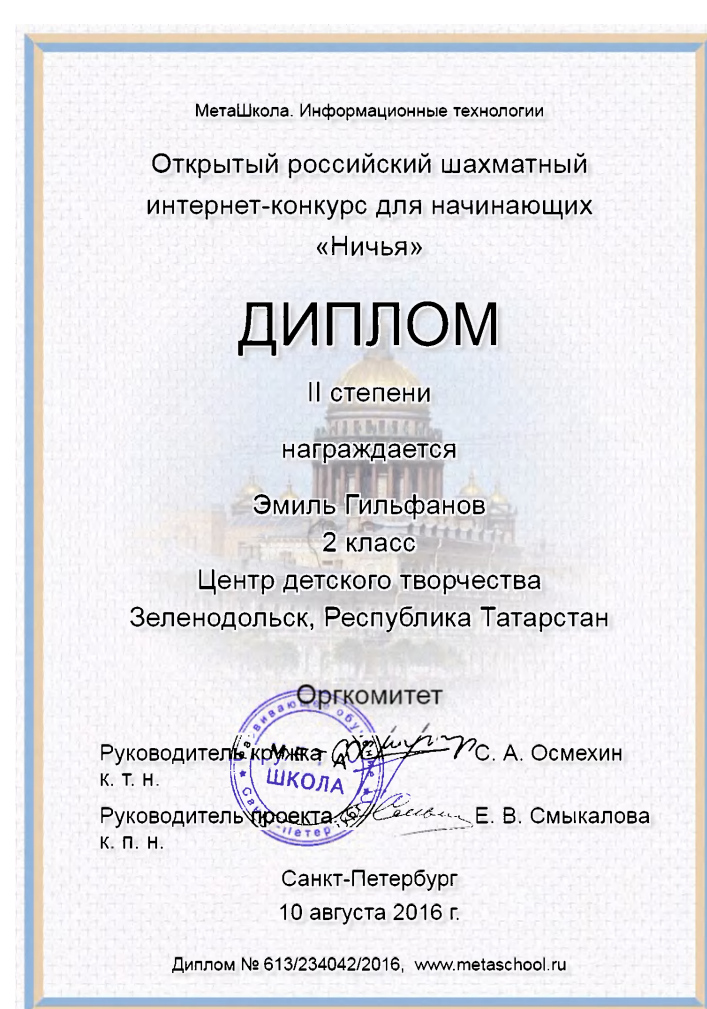 МетаШкола. Информационные технологии
Открытый российский шахматный
интернет-конкурс для начинающих
«Ничья»
ДИПЛОМ
II степени
награждается
Эмиль Гильфанов
2 класс
Центр детского творчества
Зеленодольск, Республика Татарстан
Оргкомитет
Руководитель кружка С. А. Осмехин
к. т. н.
ШКОЛА
Руководитель проекта Е. В. Смыкалова
к. п. н.
Санкт-Петербург
10 августа 2016 г.
Диплом № 613/234042/2016, www.metaschool.ru